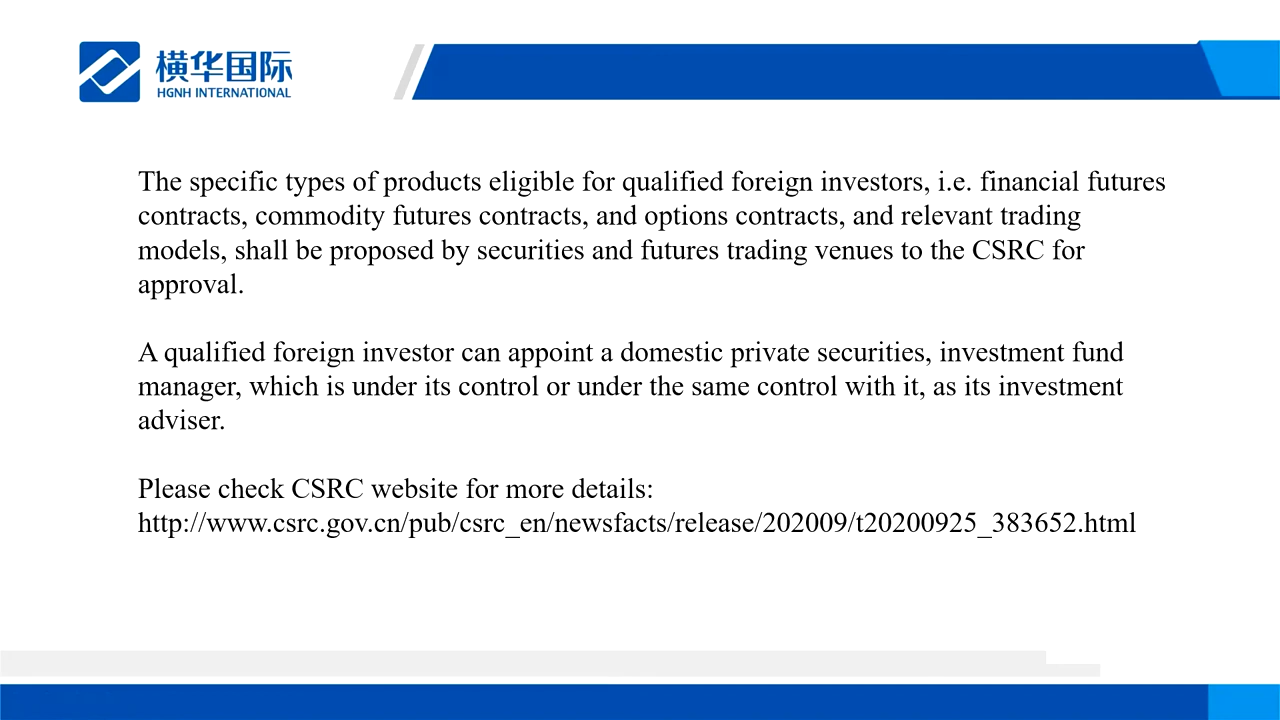 横华国际
HGNH INTERNATIONAL
The specific types of products eligible for qualified foreign investors, i.e. financial futures
contracts, commodity futures contracts, and options contracts, and relevant trading
models, shall be proposed by securities and futures trading venues to the CSRC for
approval.
A qualified foreign investor can appoint a domestic private securities, investment fund
manager, which is under its control or under the same control with it, as its investment
adviser.
Please check CSRC website for more details:
http://www.csrc.gov.cn/pub/csrc_en/newsfacts/release/202009/t20200925_383652.html